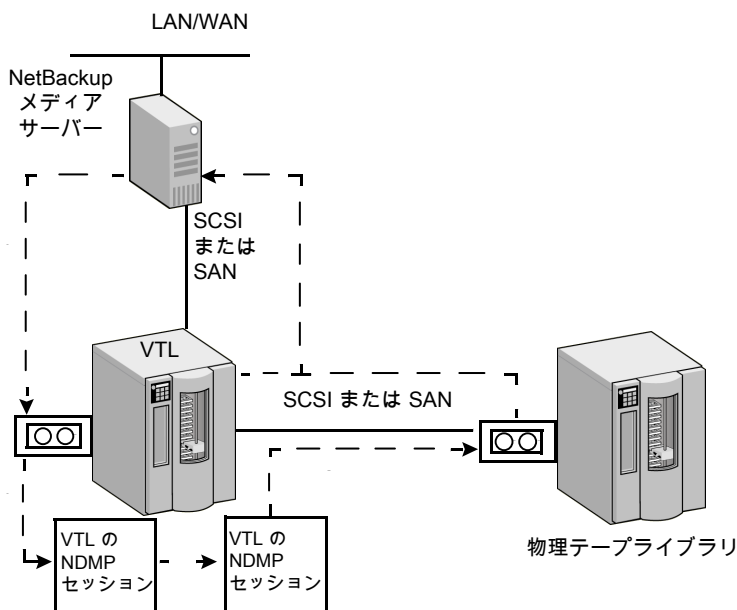 LAN/WAN
NetBackup
メディア
サーバー
SCSI
または
SAN
VTL
SCSI または SAN
VTL の
NDMP
セッション
VTL の
NDMP
セッション
物理テープライブラリ